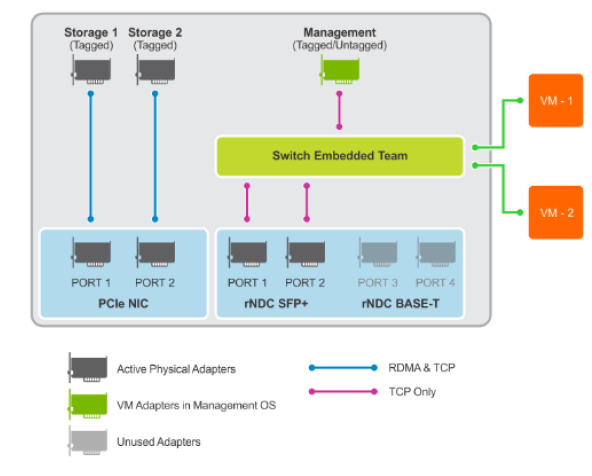 Storage 1 Storage 2 Management
(Tagged) (Tagged) (Tagged/Untagged)
VM - 1
Switch Embedded Team
VM - 2
PORT 1 PORT 2 PORT 1 PORT 2 PORT 3 PORT 4
PCIe NIC rNDC SFP+ rNDC BASE-T
Active Physical Adapters RDMA & TCP
VM Adapters in Management OS TCP Only
Unused Adapters